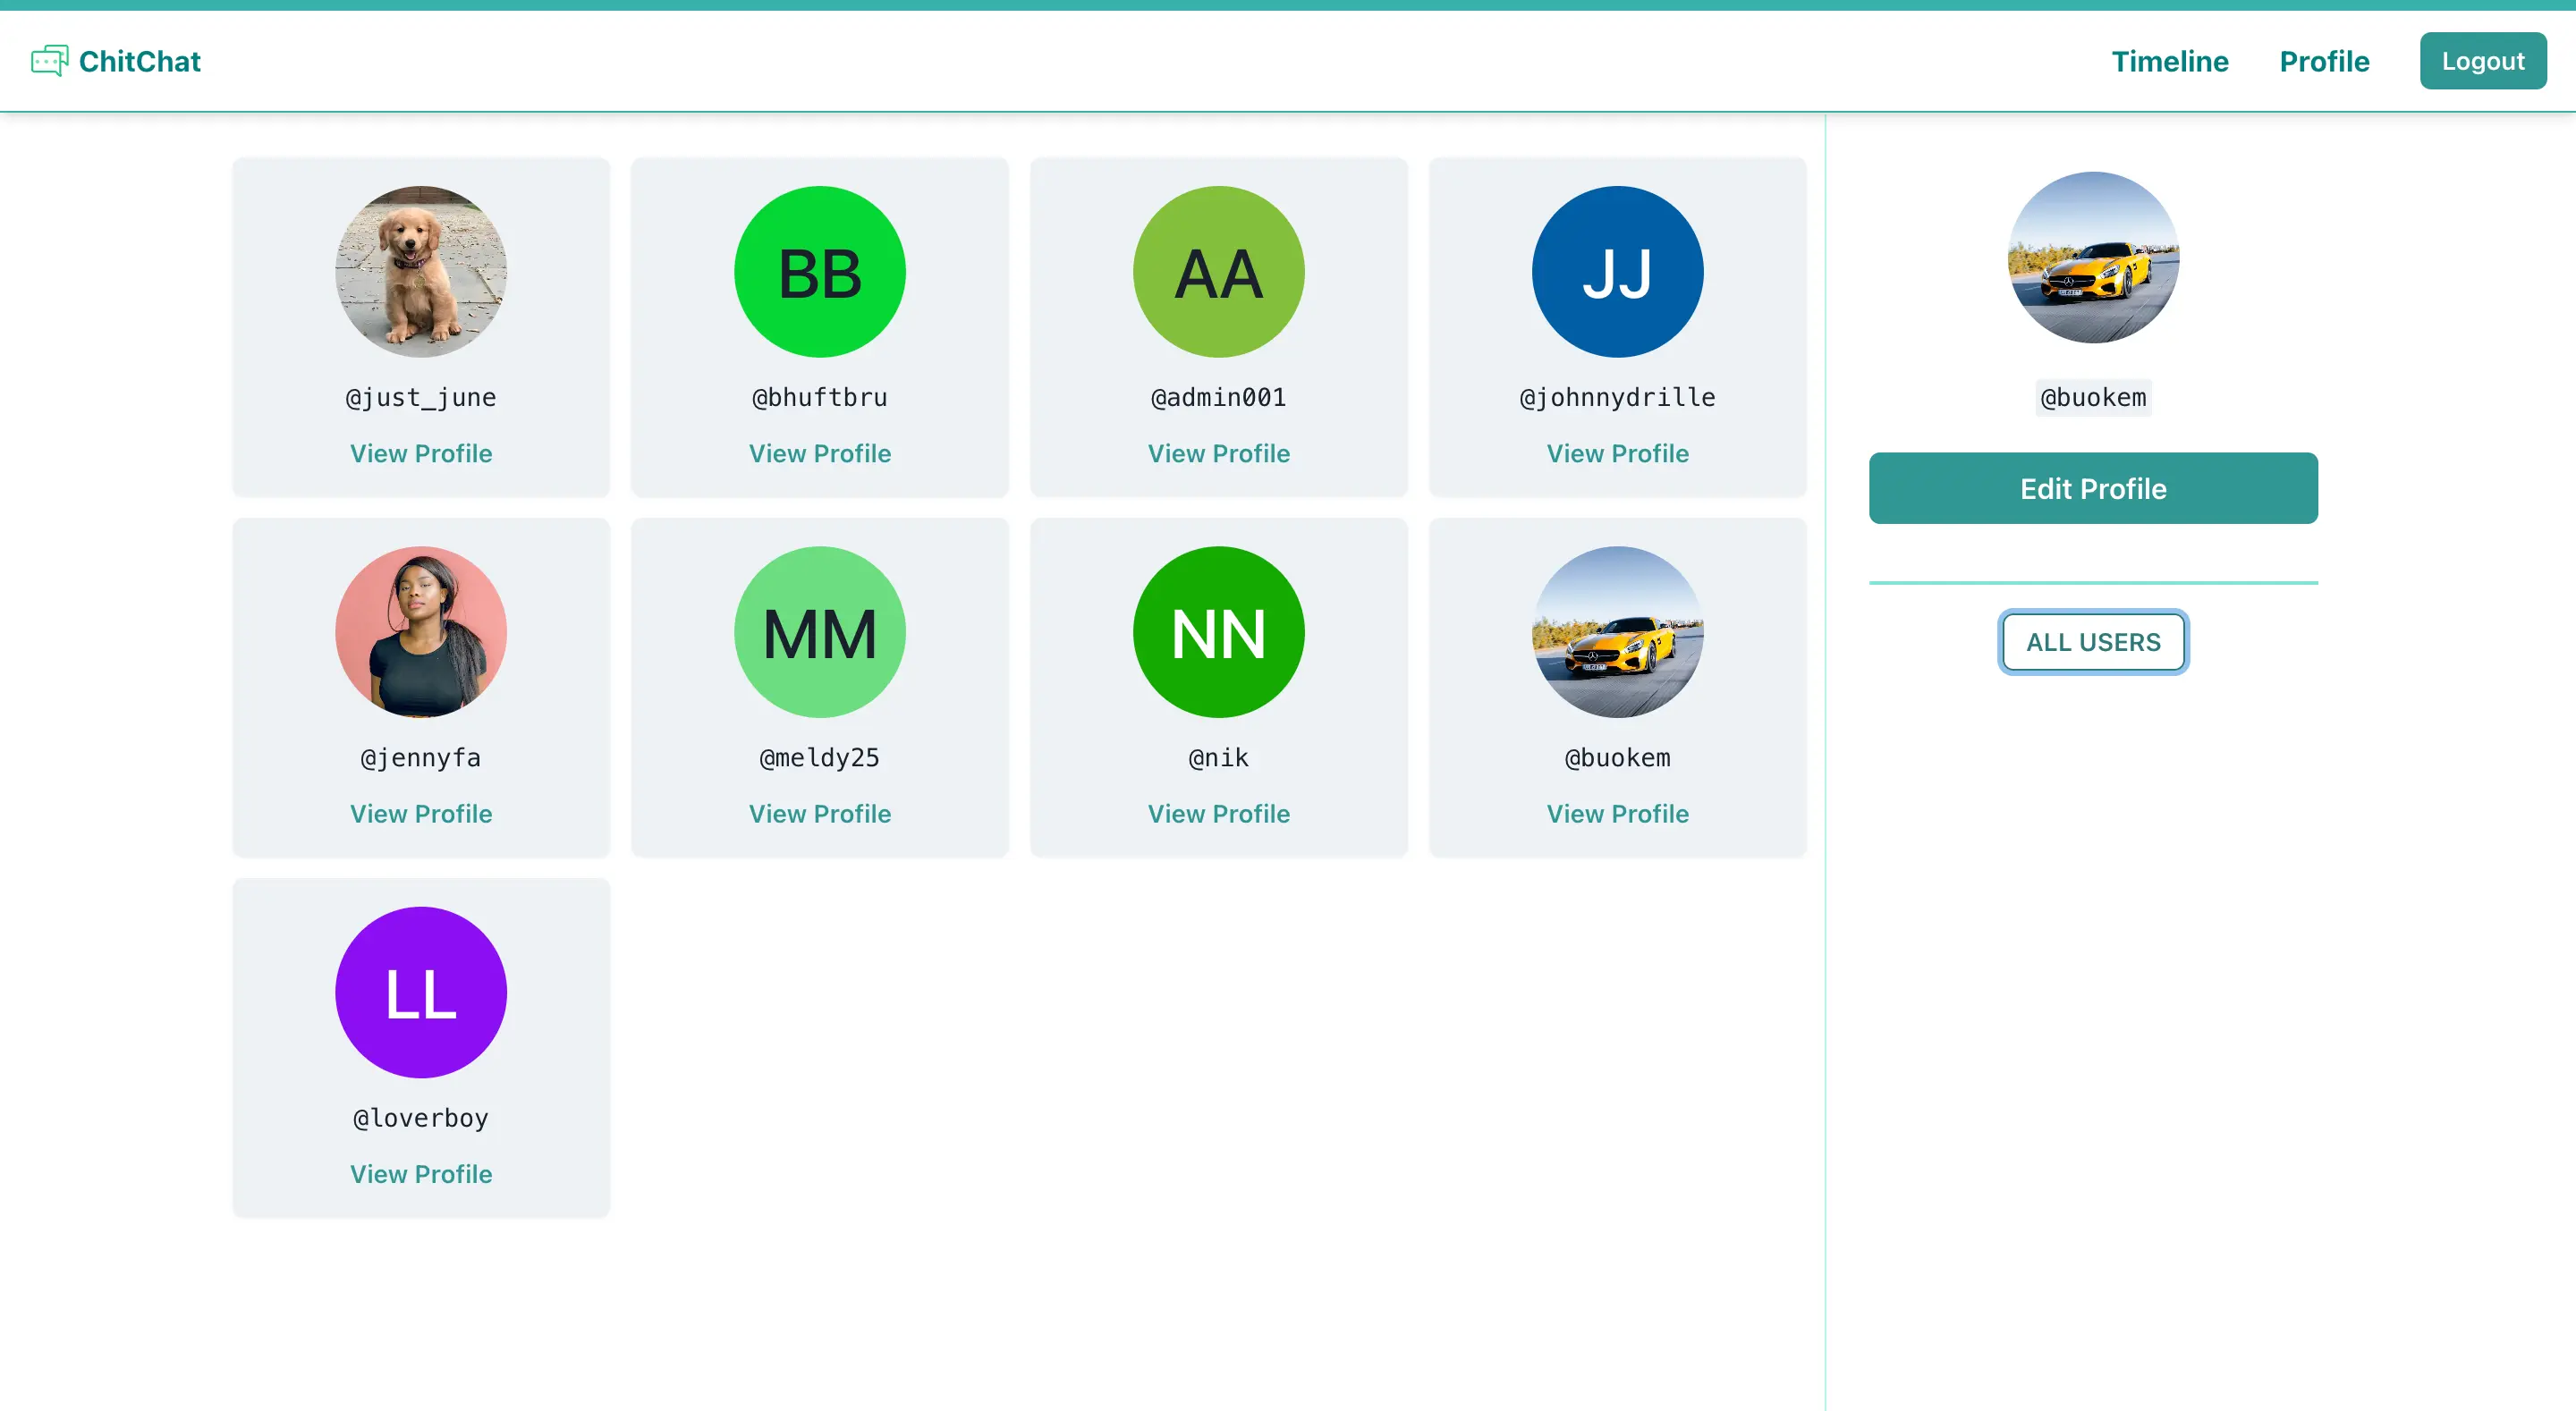 ChitChat
Timeline
Profile
Logout
BB
AA
JJ
@just_june
@bhuftbru
@admin001
@johnnydrille
View Profile
View Profile
View Profile
View Profile
MM
NN
@jennyfa
@meldy25
@nik
@buokem
View Profile
View Profile
View Profile
View Profile
LL
@loverboy
View Profile
@buokem
Edit Profile
ALL USERS